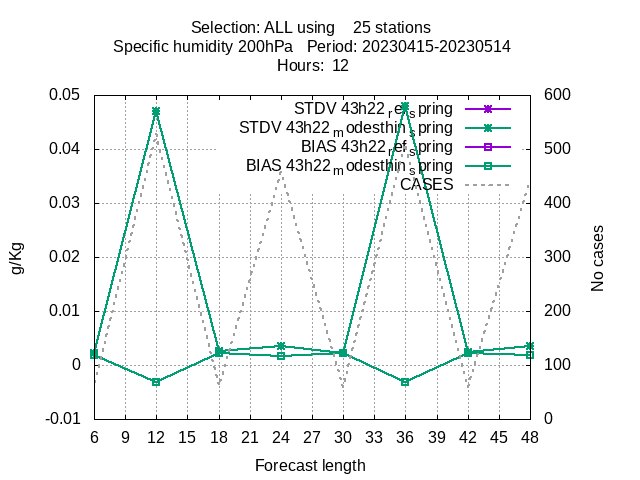 Selection: ALL using 25 stations
Specific humidity 200hPa Period: 20230415-20230514
Hours: 12
STDV 43h22_ref_spring
STDV 43h22_modesthin_spring
BIAS 43h22_ref_spring
BIAS 43h22_modesthin_spring
CASES
0.05
0.04
0.03
0.02
0.01
0
-0.01
g/Kg
600
500
400
300
200
100
0
No cases
6 9 12 15 18 21 24 27 30 33 36 39 42 45 48
Forecast length